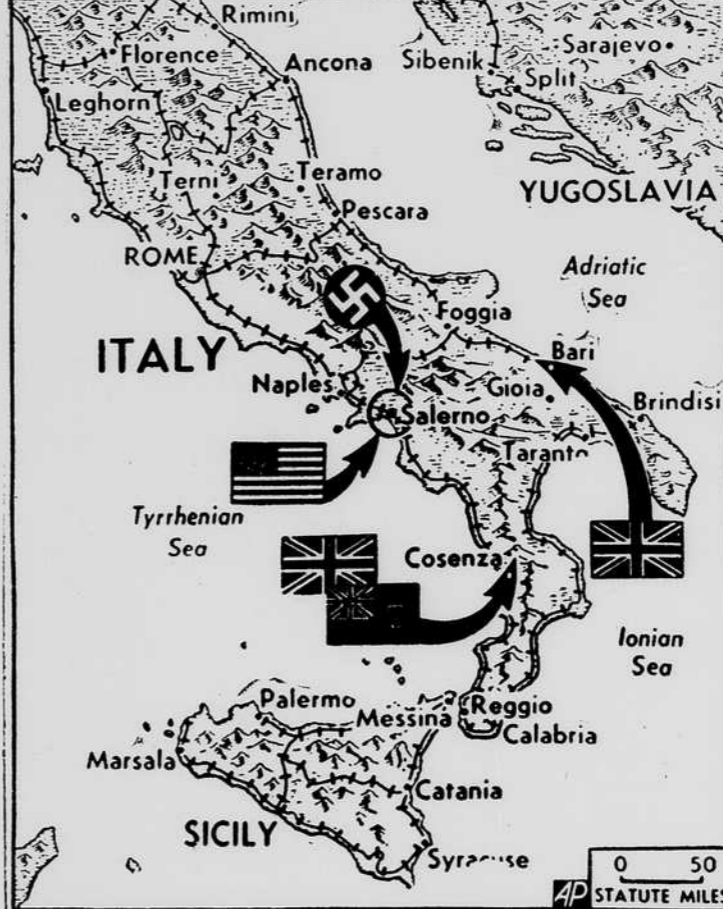 Rimini
Florence
Ancona
Sibenik
Sarajevo
Split
Leghorn
Terni
Teramo
YUGOSLAVIA
Pescara
ROME
Adriatic
Sea
Foggia
ITALY
Bari
Naples
Gioia
Salerno
Brindisi
Taranto
Tyrrhenian
Sea
Cosenza
Ionian
Sea
Palermo
Messina
Reggio
Calabria
Marsala
Catania
SICILY
Syracuse
0 50
AP STATUTE MILES